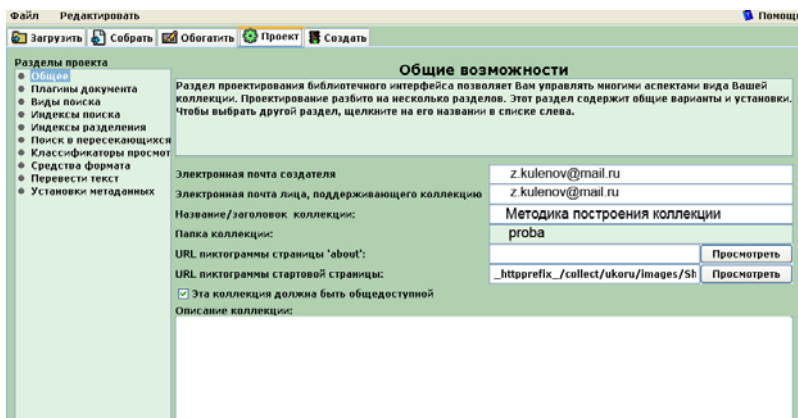 Файл Редактировать Помощ
Загрузить Собрать Обогатить Проект Создать
Разделы проекта
Общее
Плагины документа
Виды поиска
Индексы поиска
Индексы разделения
Поиск в пересекающихся
Классификаторы просмот
Средства формата
Перевести текст
Установки метаданных
Общие возможности
Раздел проектирования библиотечного интерфейса позволяет Вам управлять многими аспектами вида Вашей
коллекции. Проектирование разбито на несколько разделов. Этот раздел содержит общие варианты и установки.
Чтобы выбрать другой раздел, щелкните на его названии в списке слева.
Электронная почта создателя z.kulenov@mail.ru
Электронная почта лица, поддерживающего коллекцию z.kulenov@mail.ru
Название/заголовок коллекции: Методика построения коллекции
Папка коллекции: proba
URL пиктограммы страницы 'about': Просмотреть
URL пиктограммы стартовой страницы: _httpprefix_/collect/ukoru/images/Sh Просмотреть
Эта коллекция должна быть общедоступной
Описание коллекции: